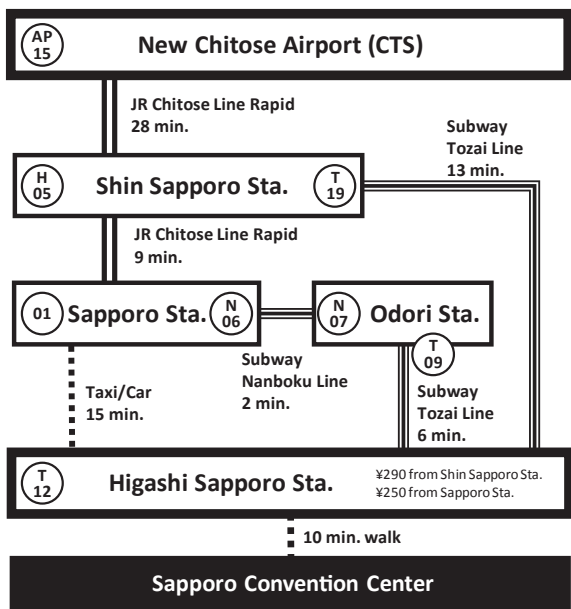 AP
15
New Chitose Airport (CTS)
JR Chitose Line Rapid
28 min.
Subway
Tozai Line
13 min.
H
05
Shin Sapporo Sta.
T
19
JR Chitose Line Rapid
9 min.
01
Sapporo Sta.
N
06
N
07
Odori Sta.
T
09
Subway
Nanboku Line
2 min.
Taxi/Car
15 min.
Subway
Tozai Line
6 min.
T
12
Higashi Sapporo Sta.
¥290 from Shin Sapporo Sta.
¥250 from Sapporo Sta.
10 min. walk
Sapporo Convention Center